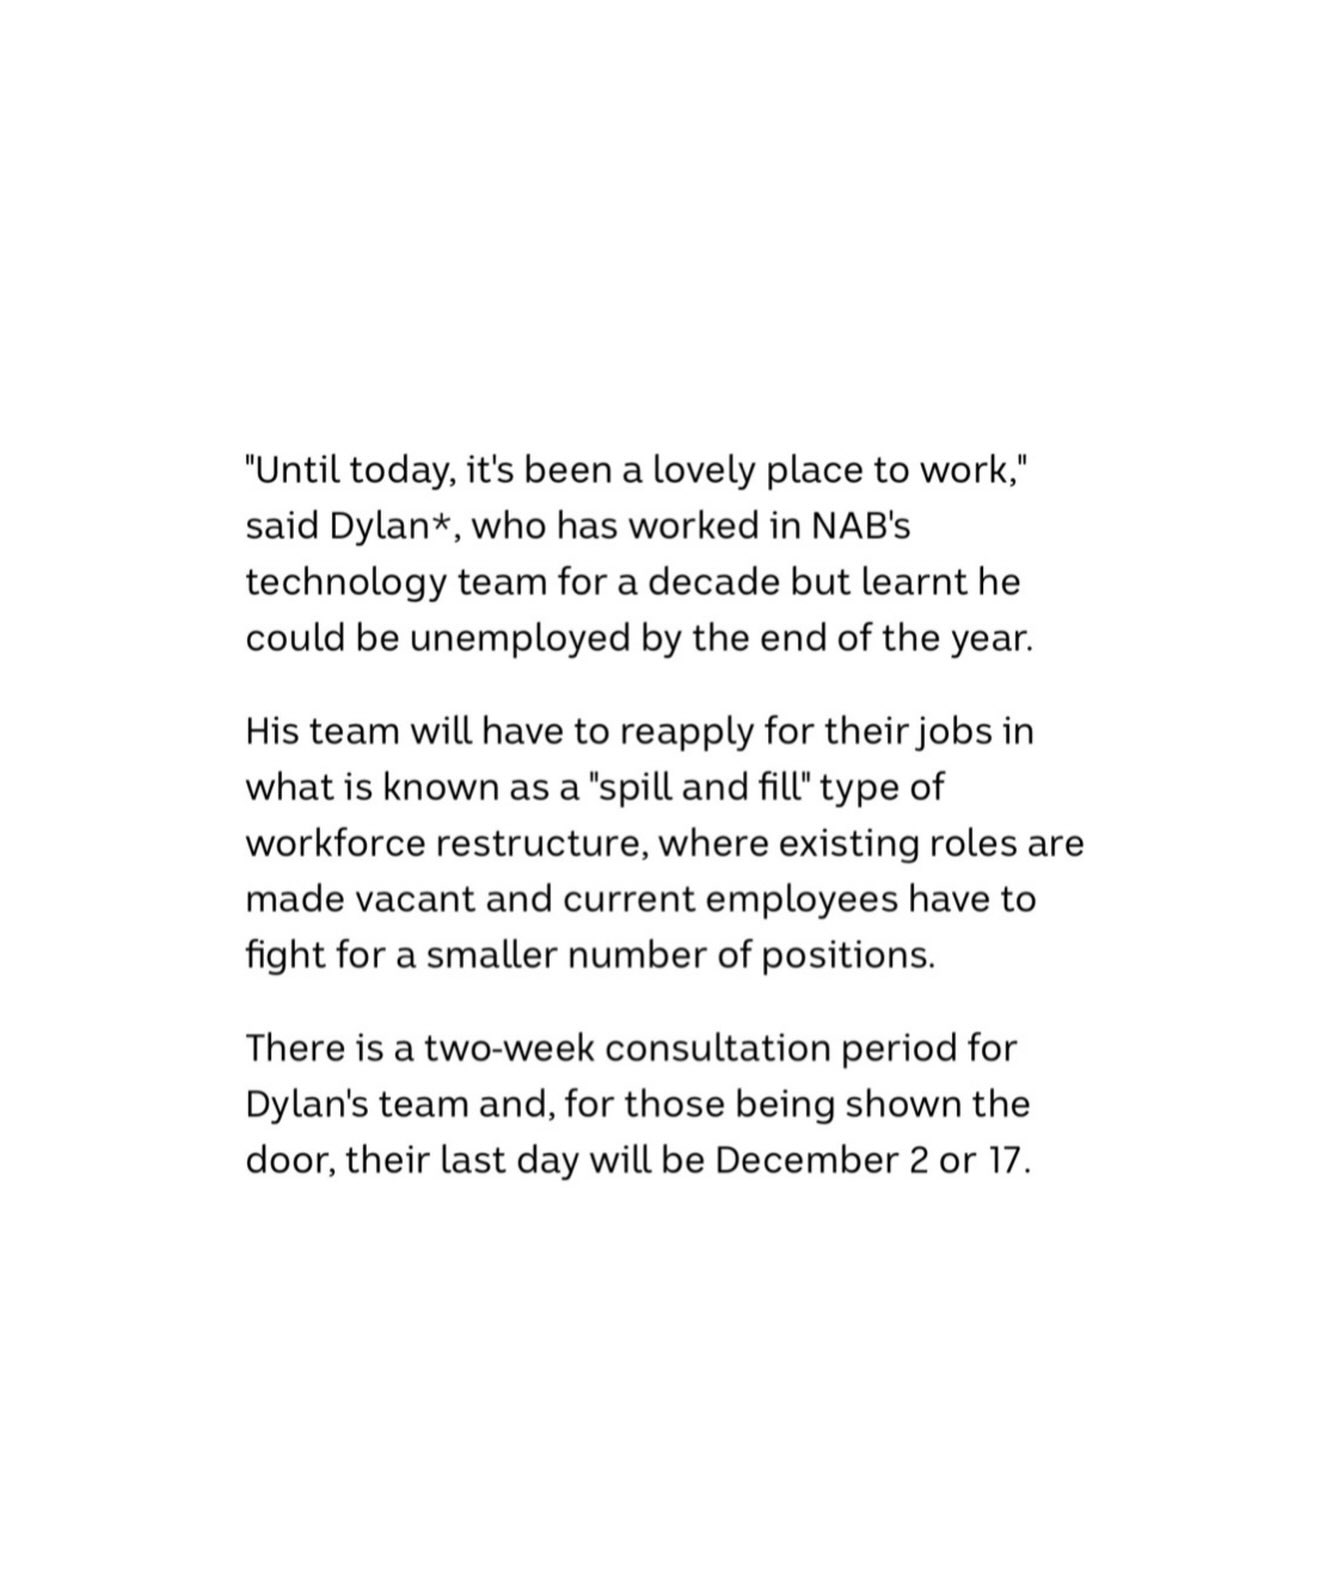 "Until today, it's been a lovely place to work,"
said Dylan*, who has worked in NAB's
technology team for a decade but learnt he
could be unemployed by the end of the year.
His team will have to reapply for their jobs in
what is known as a "spill and fill" type of
workforce restructure, where existing roles are
made vacant and current employees have to
fight for a smaller number of positions.
There is a two-week consultation period for
Dylan's team and, for those being shown the
door, their last day will be December 2 or 17.